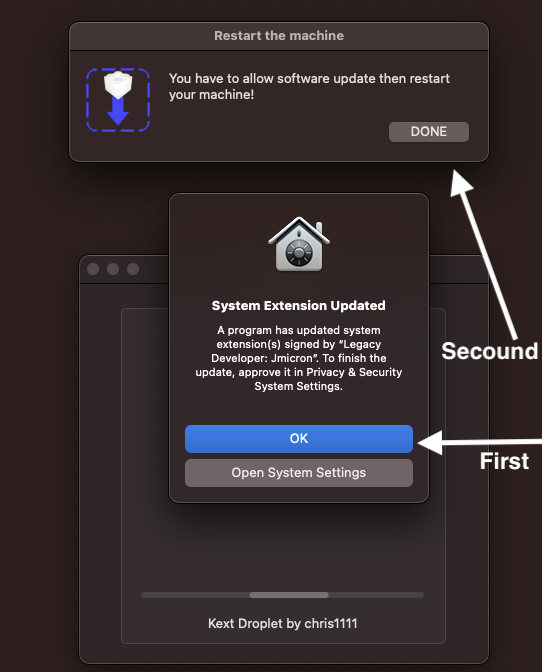 Restart the machine
You have to allow software update then restart
your machine!
DONE
System Extension Updated
A program has updated system
extension(s) signed by “Legacy
Developer: Jmicron”. To finish the
update, approve it in Privacy & Security
System Settings.
Secound
OK
First
Open System Settings
Kext Droplet by chris1111